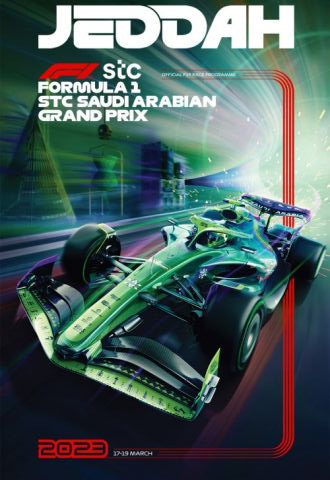 JEDDAH
F1 stc
OFFICIAL F1® RACE PROGRAMME
FORMULA 1
STC SAUDI ARABIAN
GRAND PRIX
2023 17-19 MARCH